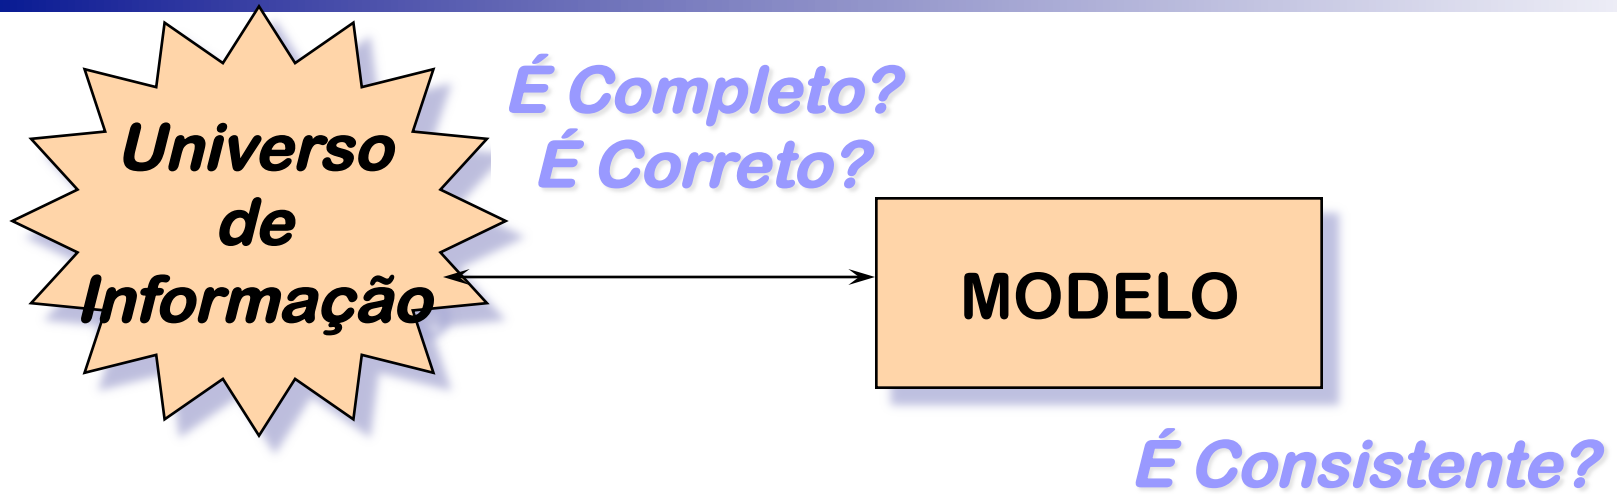 Universo
de
Informação
É Completo?
É Correto?
MODELO
É Consistente?